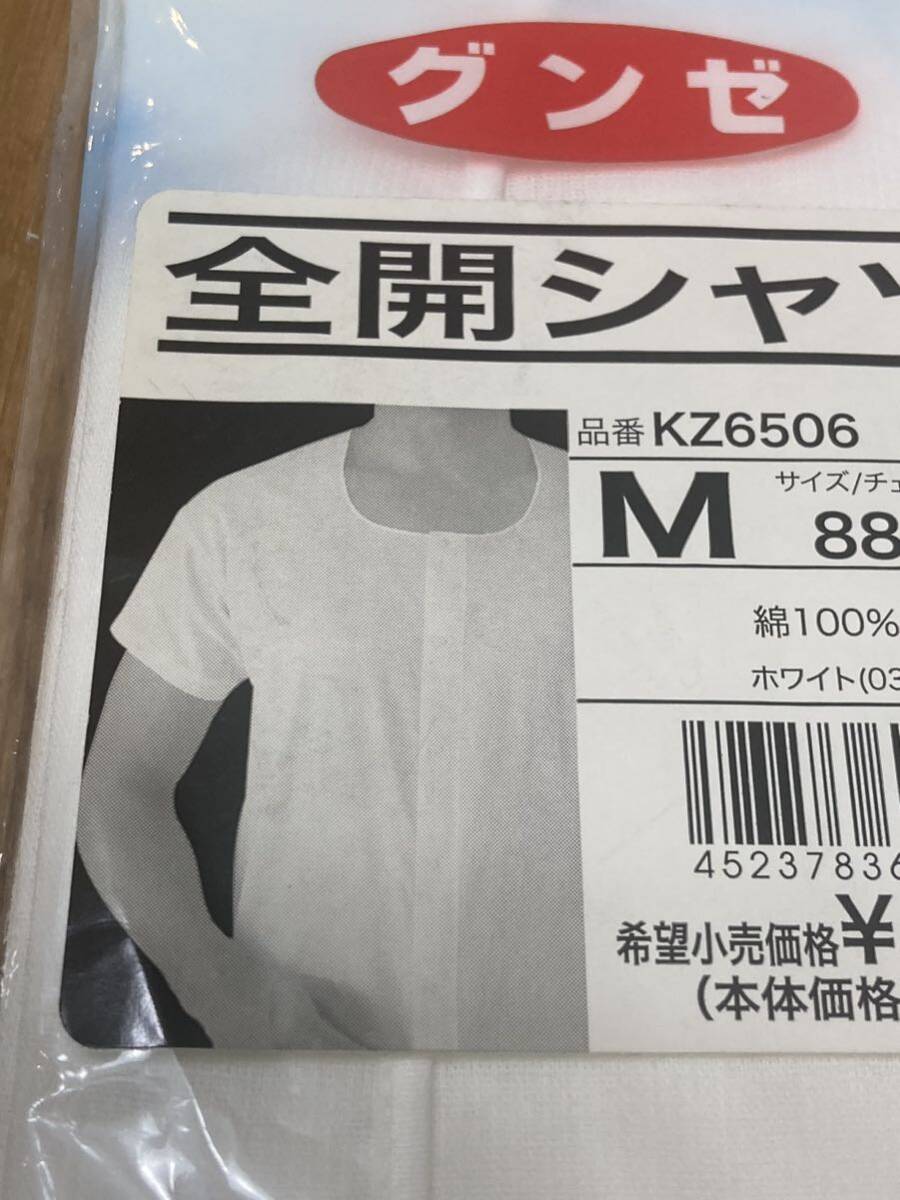 グンゼ
全開シャツ
品番 KZ6506
サイズ/チェ
M 88
綿100%
ホワイト(03
45237836
希望小売価格¥
(本体価格